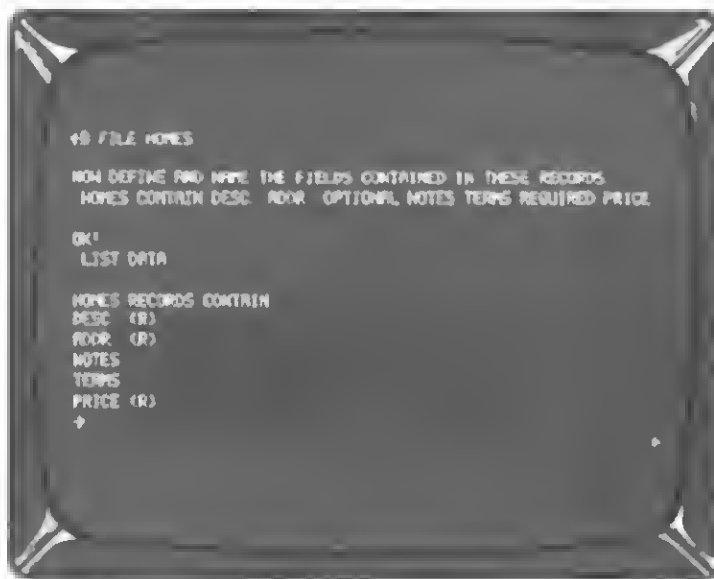 FILE HOMES
NOW DEFINE AND NAME THE FIELDS CONTAINED IN THESE RECORDS
HOMES CONTAIN DESC ADDR OPTIONAL NOTES TERMS REQUIRED PRICE
OK!
LIST DATA
HOMES RECORDS CONTAIN
DESC (R)
ADDR (R)
NOTES
TERMS
PRICE (R)